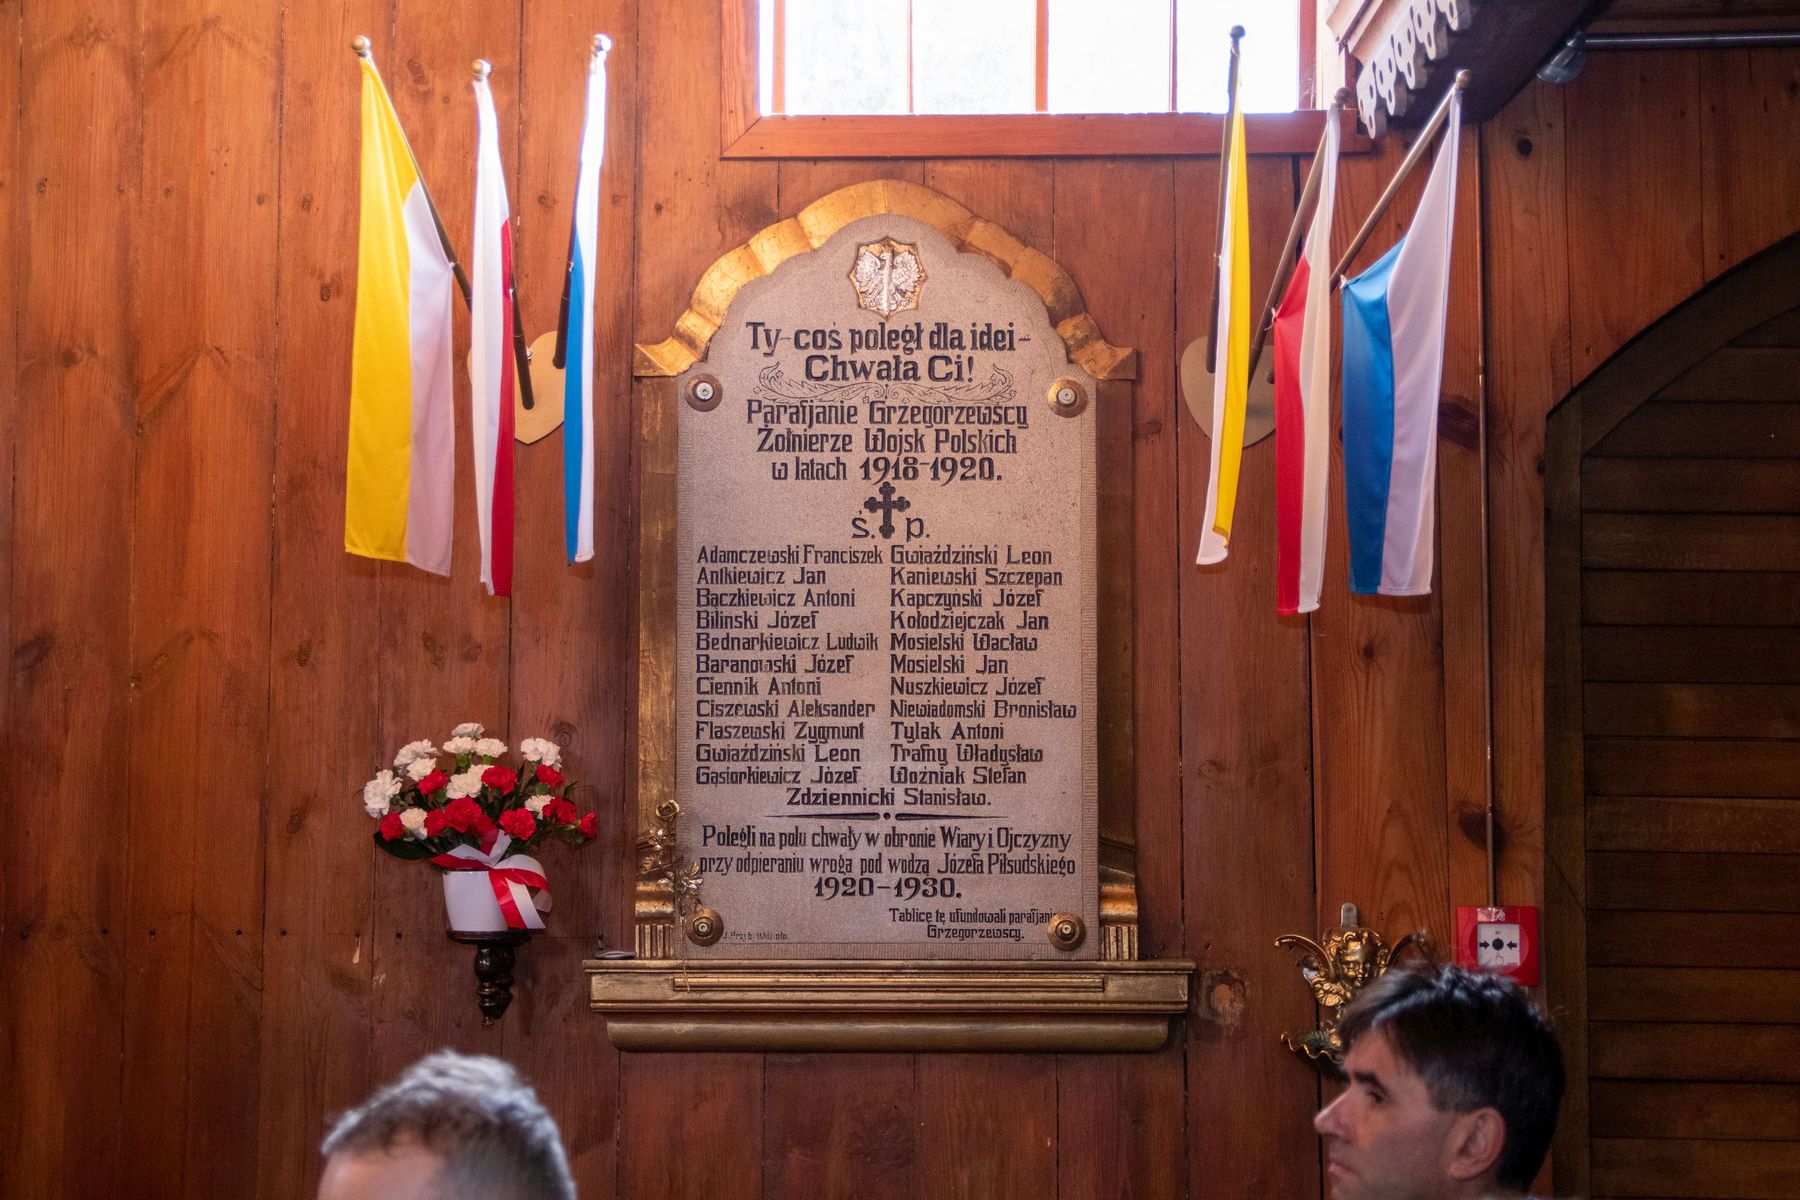 Ty-coś poległ dla idei-
Chwała Ci!
Parafjanie Grzegorzewscy
Żołnierze Wojsk Polskich
w latach 1918-1920.
ś. p.
Adamczewski Franciszek
Antkiewicz Jan
Bączkiewicz Antoni
Biliński Józef
Bednarkiewicz Ludwik
Baranowski Józef
Ciennik Antoni
Ciszewski Aleksander
Flaszewski Zygmunt
Gwiaździński Leon
Gąsiorkiewicz Józef
Gwiaździński Leon
Kaniewski Szczepan
Kapczyński Józef
Kołodziejczak Jan
Mosielski Wacław
Mosielski Jan
Nuszkiewicz Józef
Niewiadomski Bronisław
Tylak Antoni
Trafny Władysław
Woźniak Stefan
Zdziennicki Stanisław.
Polegli na polu chwały w obronie Wiary i Ojczyzny
przy odpieraniu wroga pod wodzą Józefa Piłsudskiego
1920-1930.
Tablicę tę ufundowali parafjanie
Grzegorzewscy.